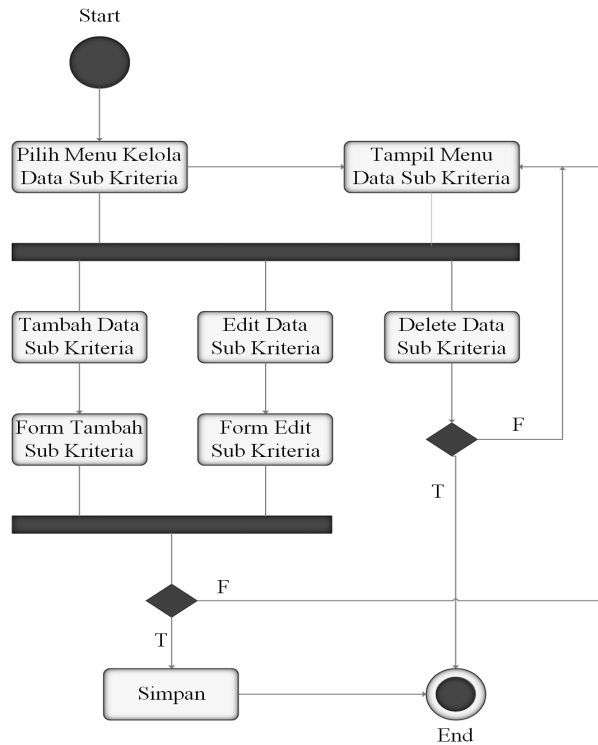 Start
Pilih Menu Kelola
Data Sub Kriteria
Tampil Menu
Data Sub Kriteria
Tambah Data
Sub Kriteria
Edit Data
Sub Kriteria
Delete Data
Sub Kriteria
Form Tambah
Sub Kriteria
Form Edit
Sub Kriteria
F
T
F
T
Simpan
End